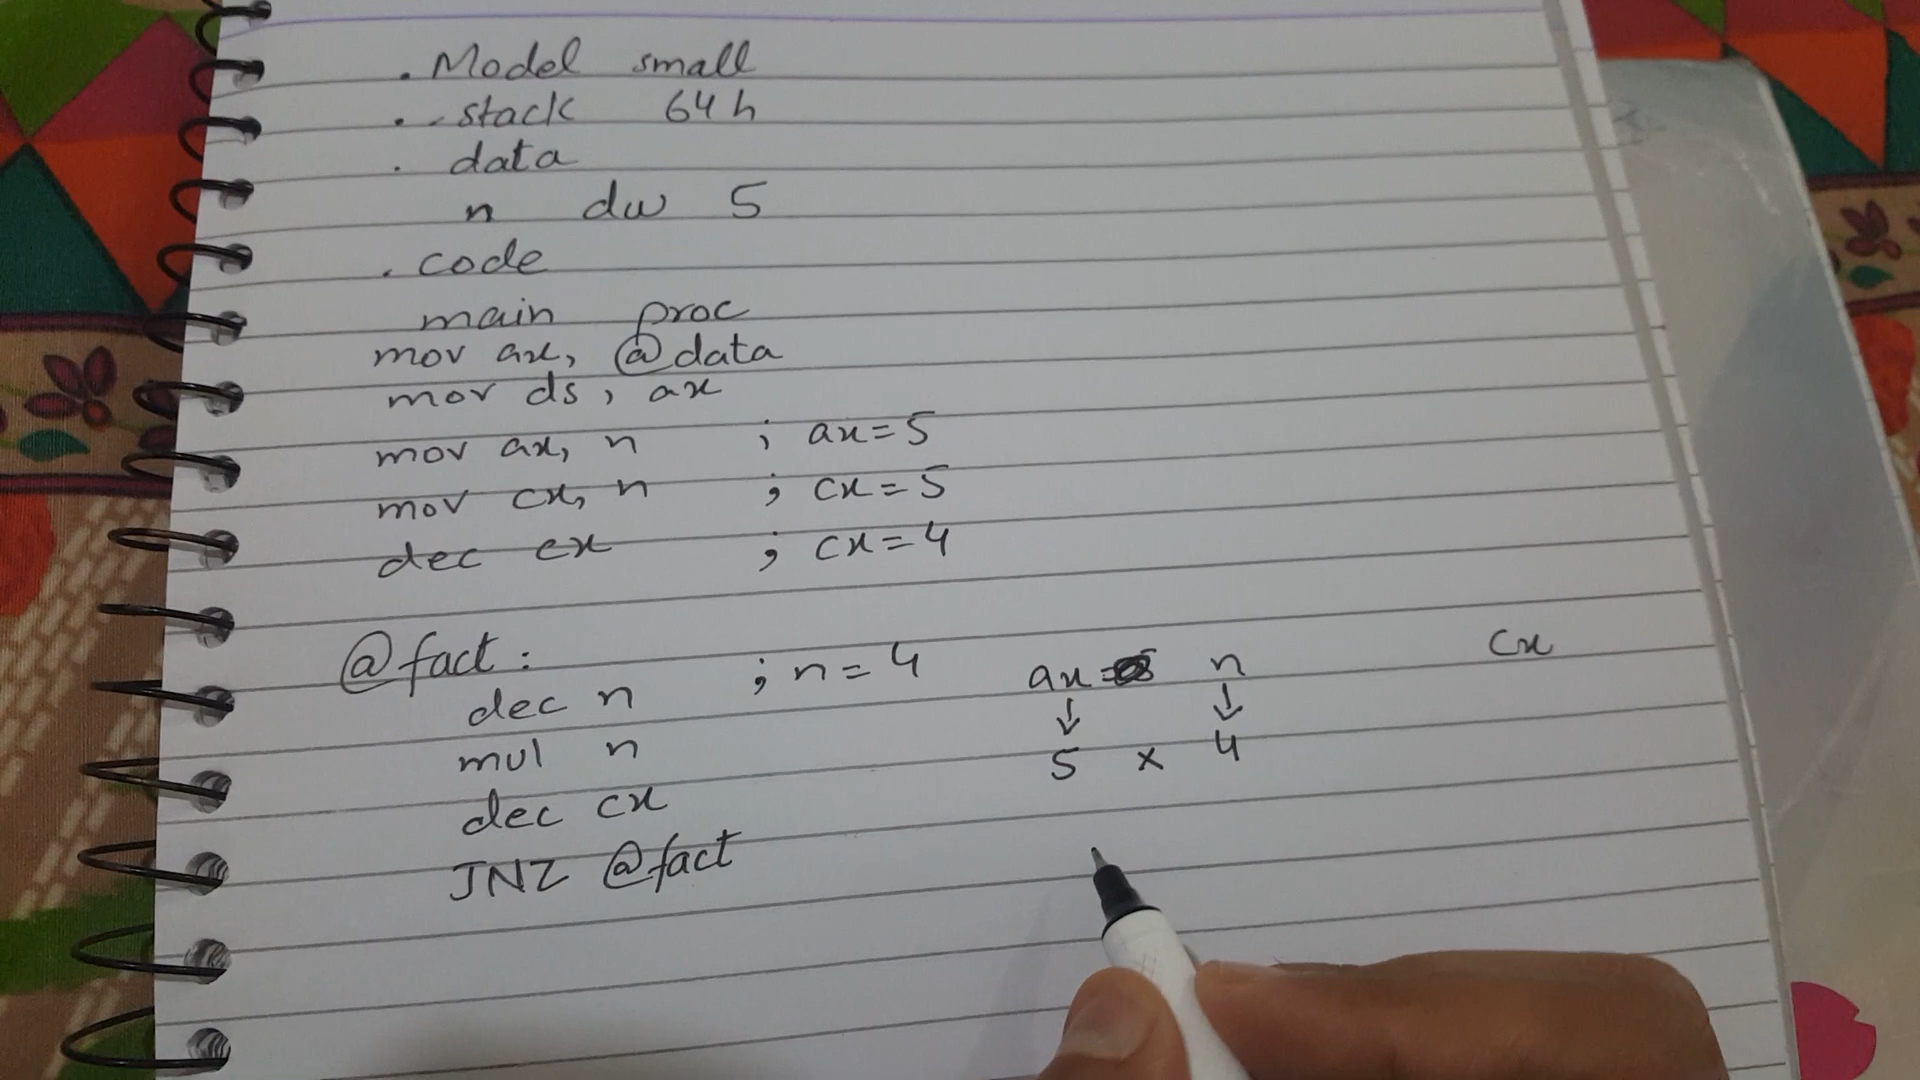 . Model small
. stack 64h
. data
n dw 5
. code
main proc
mov ax, @data
mov ds, ax
mov ax, n ; ax=5
mov cx, n ; cx=5
dec cx ; cx=4
@fact:
dec n ; n=4
mul n
dec cx
JNZ @fact
ax = n cx
↓ ↓
5 x 4